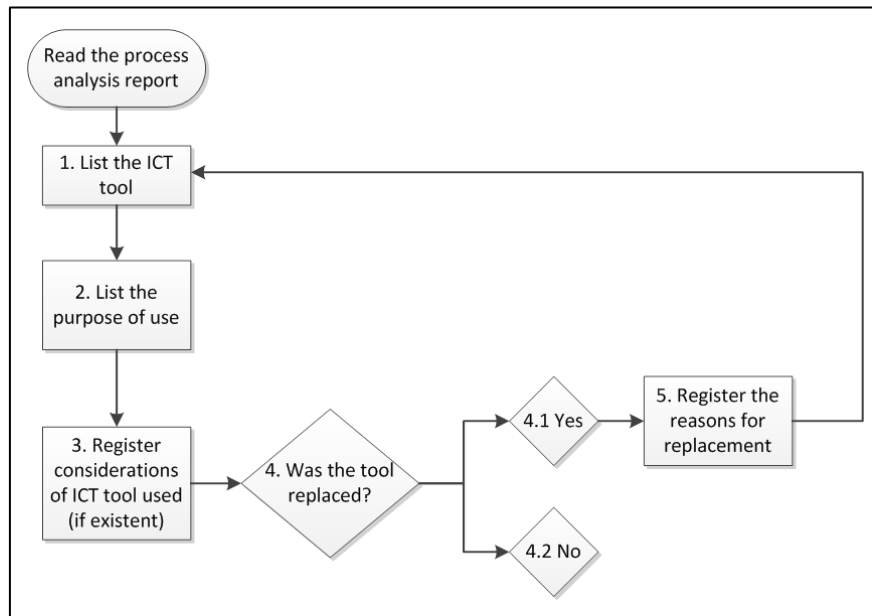 Read the process
analysis report
1. List the ICT
tool
2. List the
purpose of use
3. Register
considerations
of ICT tool used
(if existent)
4. Was the tool
replaced?
4.1 Yes
5. Register the
reasons for
replacement
4.2 No